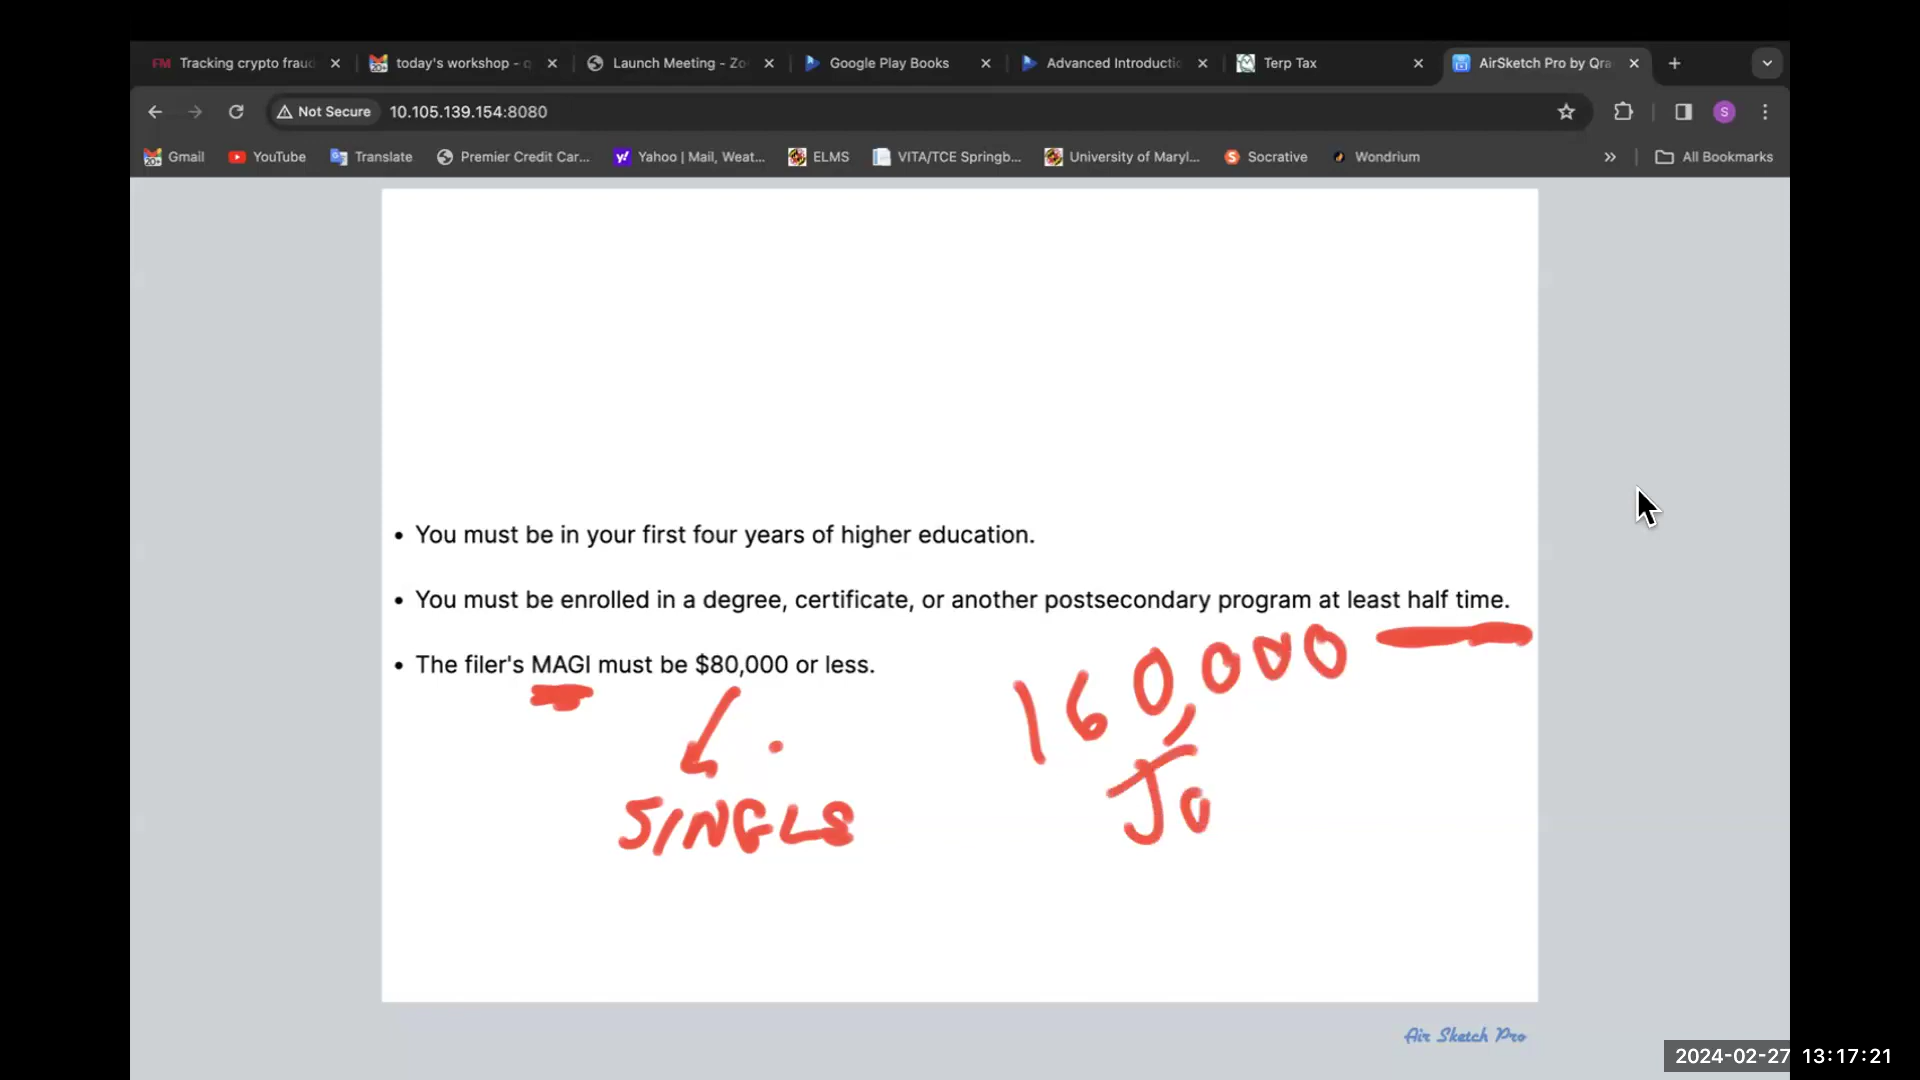 FM Tracking crypto fraud
today's workshop - q
Launch Meeting - Zo
Google Play Books
Advanced Introductio
Terp Tax
AirSketch Pro by Qra
Not Secure 10.105.139.154:8080
S
Gmail
YouTube
Translate
Premier Credit Car...
Yahoo | Mail, Weat...
ELMS
VITA/TCE Springb...
University of Maryl...
Socrative
Wondrium
All Bookmarks
• You must be in your first four years of higher education.
• You must be enrolled in a degree, certificate, or another postsecondary program at least half time.
• The filer's MAGI must be $80,000 or less.
160,000
SINGLE
Jo
Air Sketch Pro
2024-02-27 13:17:21